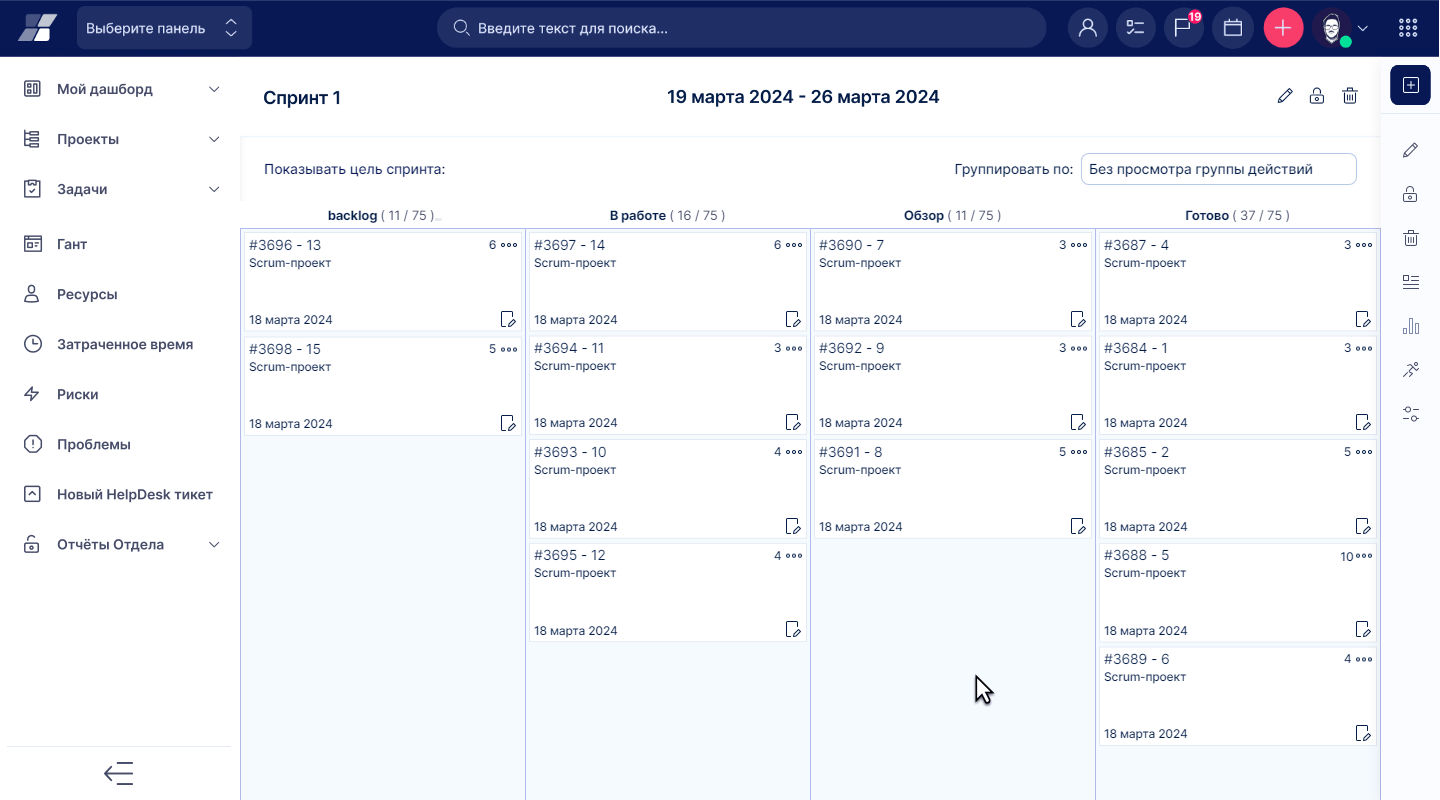 Выберите панель
Введите текст для поиска...
19
Мой дашборд
Проекты
Задачи
Гант
Ресурсы
Затраченное время
Риски
Проблемы
Новый HelpDesk тикет
Отчёты Отдела
Спринт 1
19 марта 2024 - 26 марта 2024
Показывать цель спринта:
Группировать по:
Без просмотра группы действий
backlog ( 11 / 75 )
#3696 - 13
6
Scrum-проект
18 марта 2024
#3698 - 15
5
Scrum-проект
18 марта 2024
В работе ( 16 / 75 )
#3697 - 14
6
Scrum-проект
18 марта 2024
#3694 - 11
3
Scrum-проект
18 марта 2024
#3693 - 10
4
Scrum-проект
18 марта 2024
#3695 - 12
4
Scrum-проект
18 марта 2024
Обзор ( 11 / 75 )
#3690 - 7
3
Scrum-проект
18 марта 2024
#3692 - 9
3
Scrum-проект
18 марта 2024
#3691 - 8
5
Scrum-проект
18 марта 2024
Готово ( 37 / 75 )
#3687 - 4
3
Scrum-проект
18 марта 2024
#3684 - 1
3
Scrum-проект
18 марта 2024
#3685 - 2
5
Scrum-проект
18 марта 2024
#3688 - 5
10
Scrum-проект
18 марта 2024
#3689 - 6
4
Scrum-проект
18 марта 2024